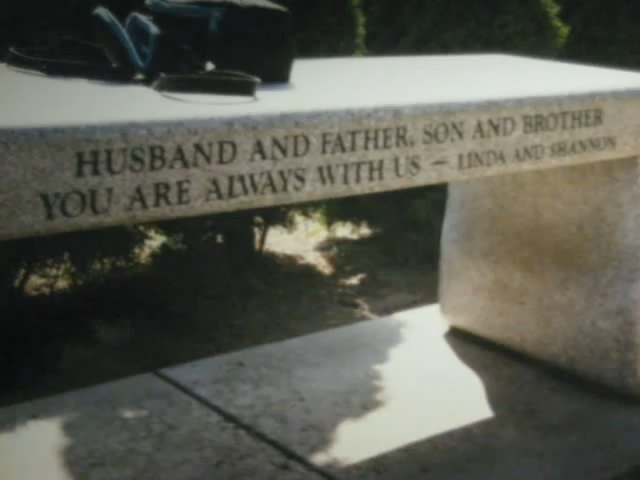 HUSBAND AND FATHER, SON AND BROTHER
YOU ARE ALWAYS WITH US — LINDA AND SHANNON